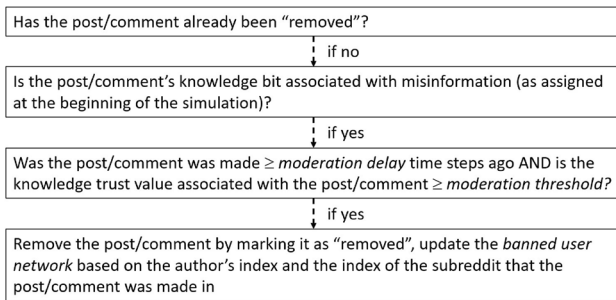 Has the post/comment already been “removed”?
if no
Is the post/comment’s knowledge bit associated with misinformation (as assigned
at the beginning of the simulation)?
if yes
Was the post/comment was made ≥ moderation delay time steps ago AND is the
knowledge trust value associated with the post/comment ≥ moderation threshold?
if yes
Remove the post/comment by marking it as “removed”, update the banned user
network based on the author’s index and the index of the subreddit that the
post/comment was made in